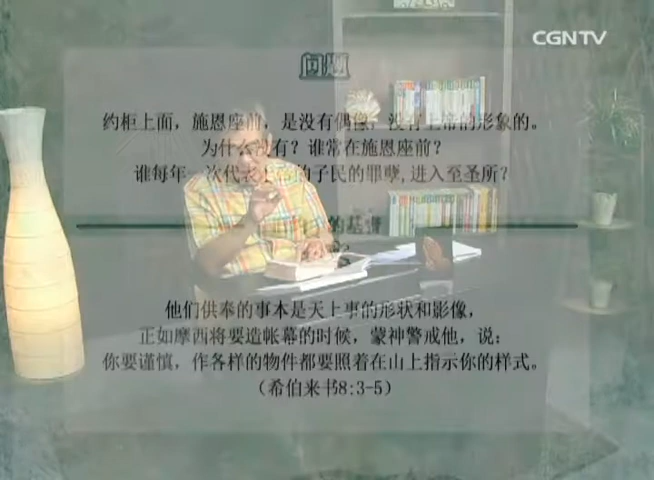 CGNTV
问题
约柜上面，施恩座前，是没有偶像，没有上帝的形象的。
为什么没有？谁常在施恩座前？
谁每年一次代表上帝的子民的罪孽，进入至圣所？
的基督
他们供奉的事本是天上事的形状和影像，
正如摩西将要造帐幕的时候，蒙神警戒他，说：
你要谨慎，作各样的物件都要照着在山上指示你的样式。
（希伯来书8:3-5）